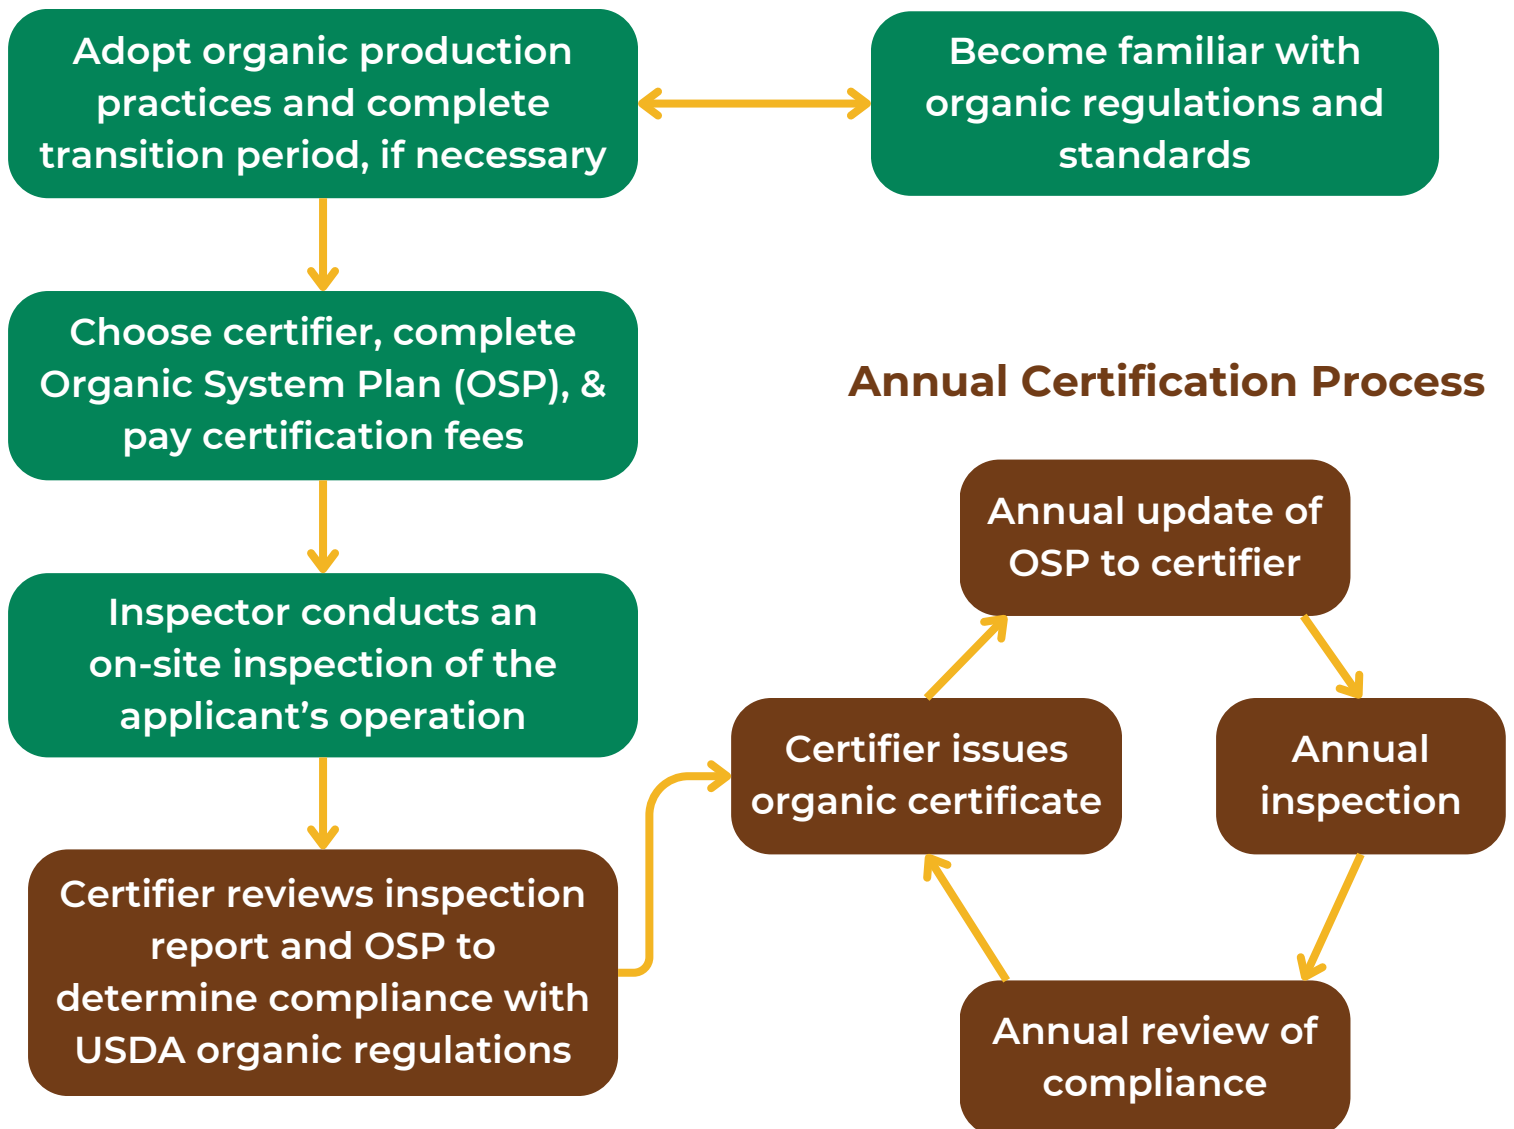 Adopt organic production
practices and complete
transition period, if necessary
Become familiar with
organic regulations and
standards
Choose certifier, complete
Organic System Plan (OSP), &
pay certification fees
Inspector conducts an
on-site inspection of the
applicant’s operation
Certifier reviews inspection
report and OSP to
determine compliance with
USDA organic regulations
Annual Certification Process
Annual update of
OSP to certifier
Certifier issues
organic certificate
Annual
inspection
Annual review of
compliance